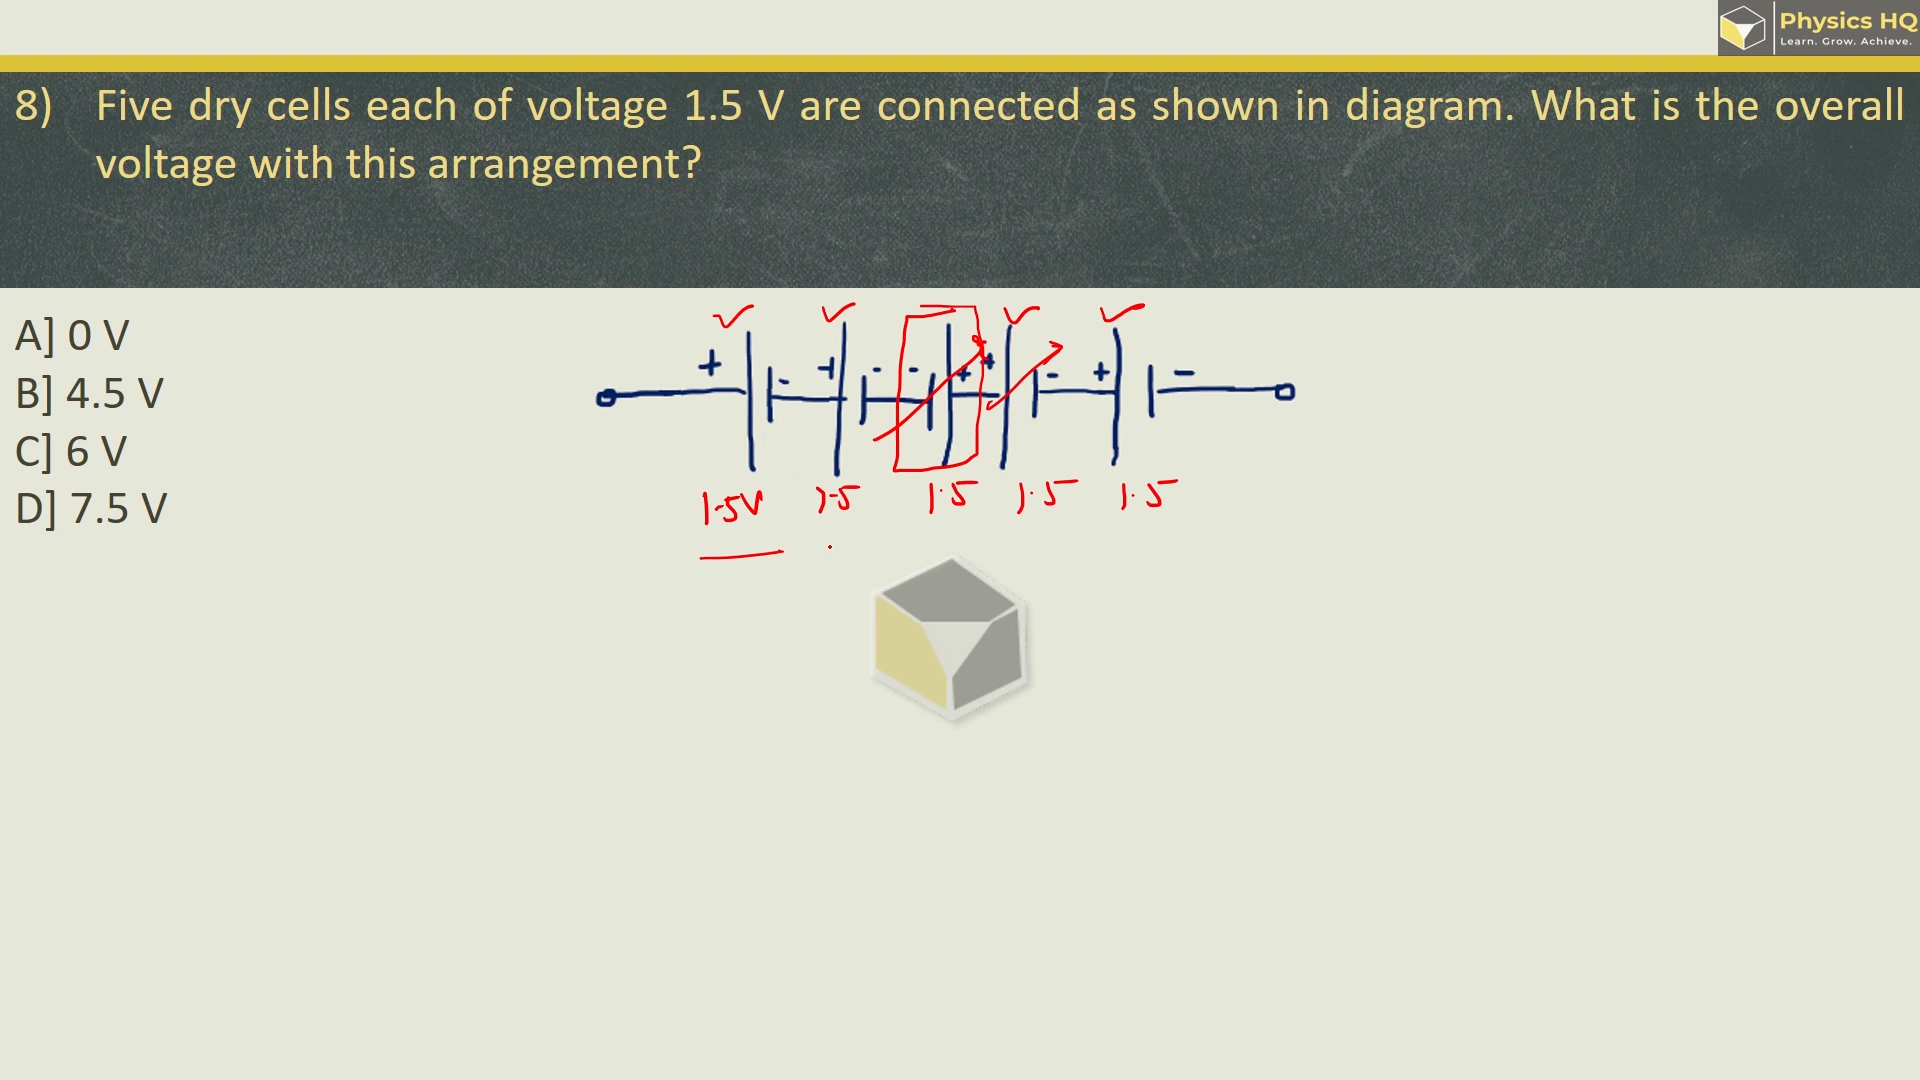 Physics HQ
Learn. Grow. Achieve.
8) Five dry cells each of voltage 1.5 V are connected as shown in diagram. What is the overall
voltage with this arrangement?
A] 0 V
B] 4.5 V
C] 6 V
D] 7.5 V
+ - + - - + + - + -
1.5V 1.5 1.5 1.5 1.5